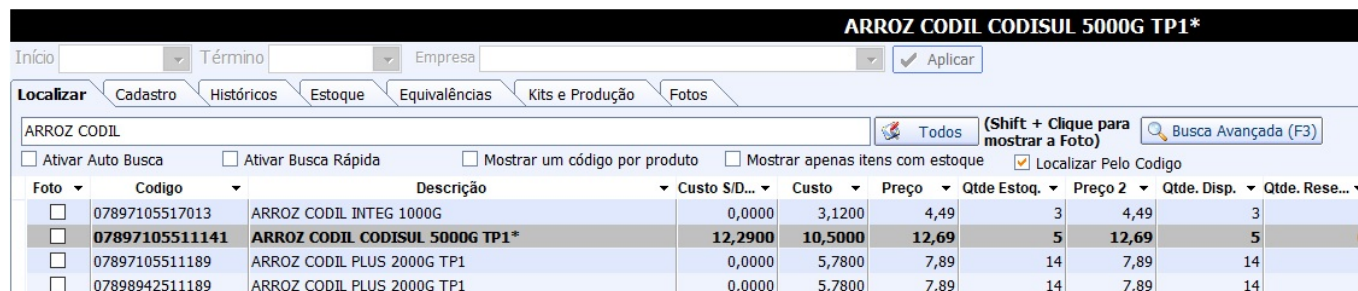 ARROZ CODIL CODISUL 5000G TP1*
Início Término Empresa Aplicar
Localizar Cadastro Históricos Estoque Equivalências Kits e Produção Fotos
ARROZ CODIL Todos (Shift + Clique para mostrar a Foto) Busca Avançada (F3)
Ativar Auto Busca Ativar Busca Rápida Mostrar um código por produto Mostrar apenas itens com estoque Localizar Pelo Codigo
Foto Codigo Descrição Custo S/D... Custo Preço Qtde Estoq. Preço 2 Qtde. Disp. Qtde. Rese...
07897105517013 ARROZ CODIL INTEG 1000G 0,0000 3,1200 4,49 3 4,49 3
07897105511141 ARROZ CODIL CODISUL 5000G TP1* 12,2900 10,5000 12,69 5 12,69 5
07897105511189 ARROZ CODIL PLUS 2000G TP1 0,0000 5,7800 7,89 14 7,89 14
07898942511189 ARROZ CODIL PLUS 2000G TP1 0,0000 5,7800 7,89 14 7,89 14